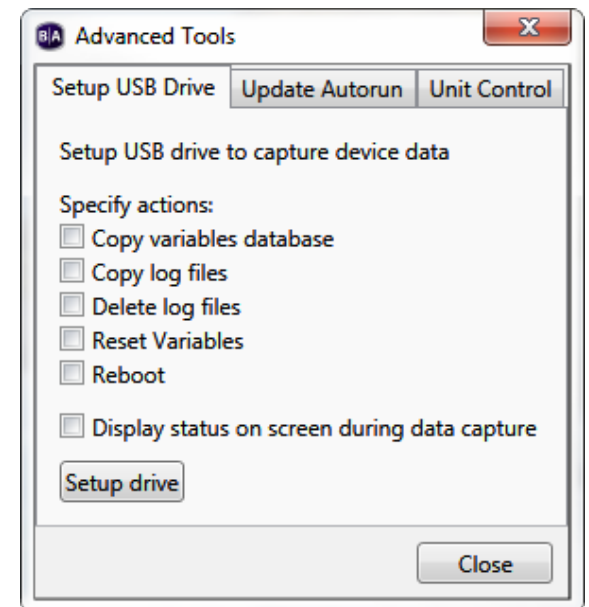 B|A Advanced Tools
Setup USB Drive Update Autorun Unit Control
Setup USB drive to capture device data
Specify actions:
Copy variables database
Copy log files
Delete log files
Reset Variables
Reboot
Display status on screen during data capture
Setup drive
Close